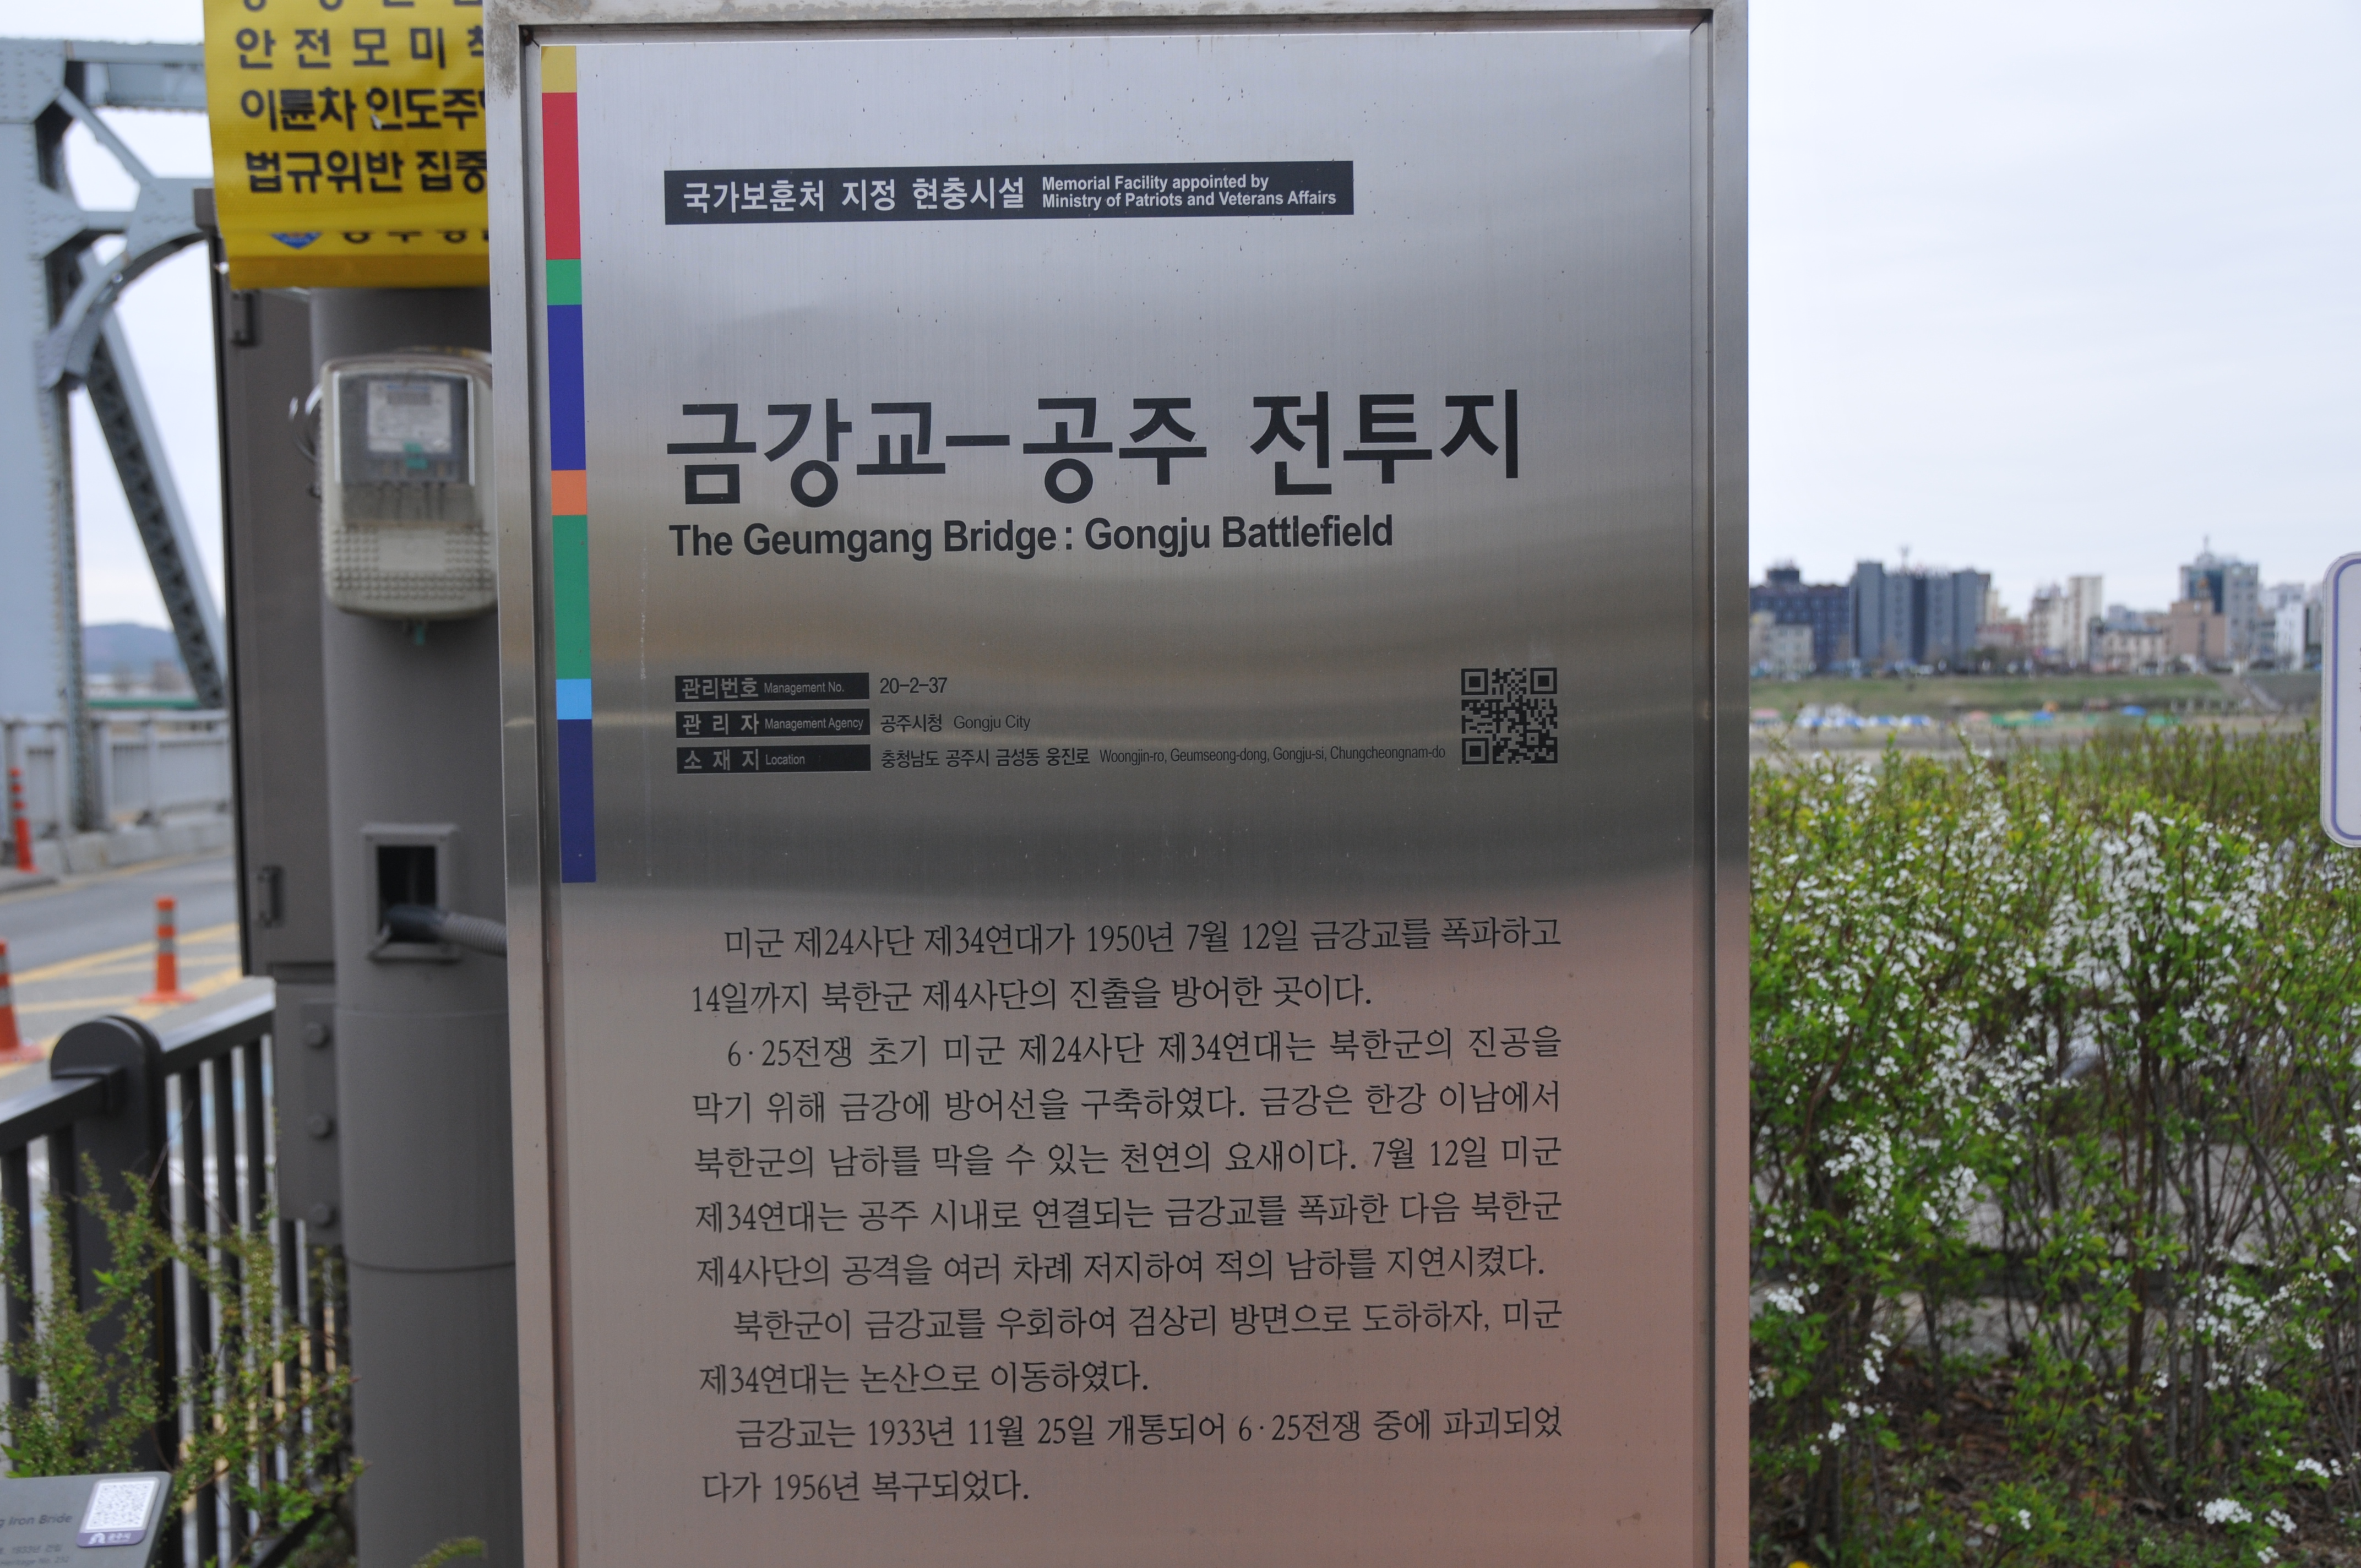 안 전 모 미
이륜차 인도주
법규위반 집중
국가보훈처 지정 현충시설 Memorial Facility appointed by
Ministry of Patriots and Veterans Affairs
금강교-공주 전투지
The Geumgang Bridge : Gongju Battlefield
관리번호 Management No. 20-2-37
관 리 자 Management Agency 공주시청 Gongju City
소 재 지 Location 충청남도 공주시 금성동 웅진로 Woongjin-ro, Geumseong-dong, Gongju-si, Chungcheongnam-do
미군 제24사단 제34연대가 1950년 7월 12일 금강교를 폭파하고
14일까지 북한군 제4사단의 진출을 방어한 곳이다.
6·25전쟁 초기 미군 제24사단 제34연대는 북한군의 진공을
막기 위해 금강에 방어선을 구축하였다. 금강은 한강 이남에서
북한군의 남하를 막을 수 있는 천연의 요새이다. 7월 12일 미군
제34연대는 공주 시내로 연결되는 금강교를 폭파한 다음 북한군
제4사단의 공격을 여러 차례 저지하여 적의 남하를 지연시켰다.
북한군이 금강교를 우회하여 검상리 방면으로 도하하자, 미군
제34연대는 논산으로 이동하였다.
금강교는 1933년 11월 25일 개통되어 6·25전쟁 중에 파괴되었
다가 1956년 복구되었다.
g Iron Bride
공주시